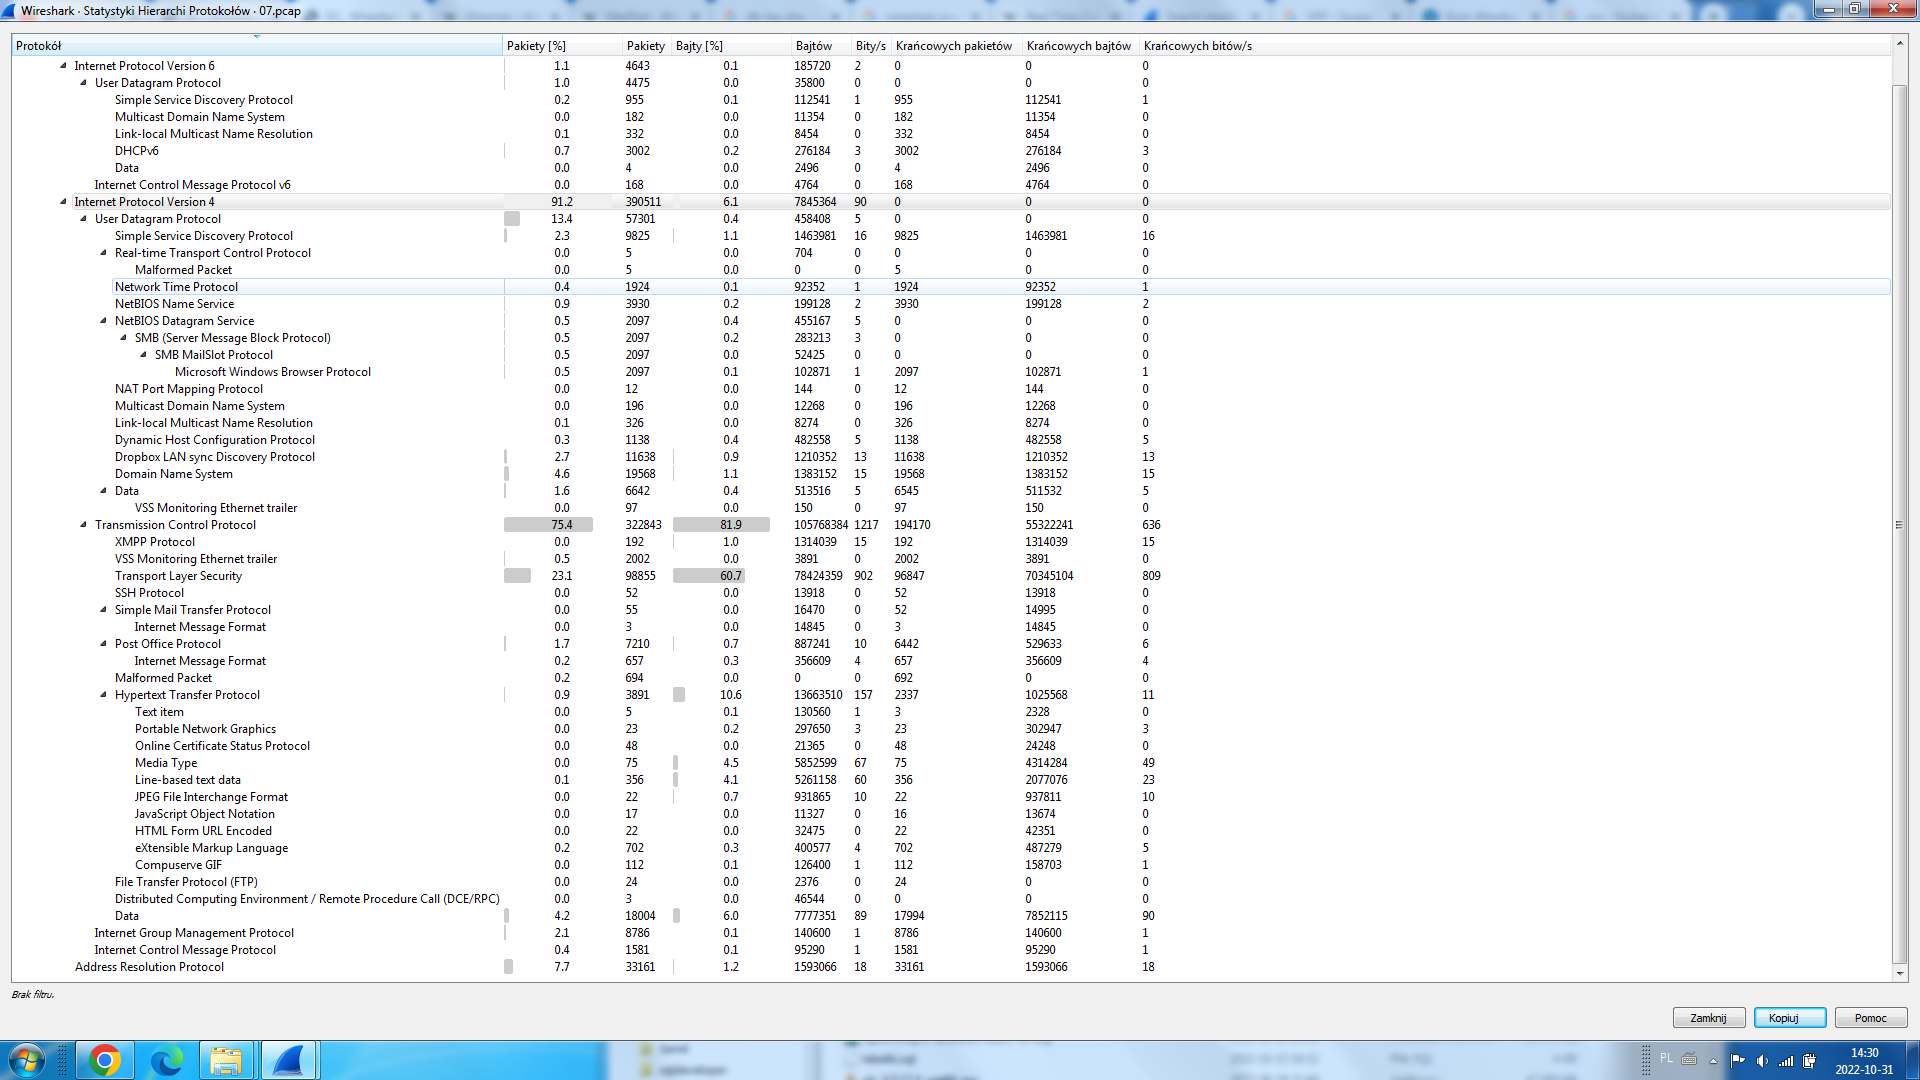 Wireshark · Statystyki Hierarchi Protokołów · 07.pcap
Protokół Pakiety [%] Pakiety Bajty [%] Bajtów Bity/s Krańcowych pakietów Krańcowych bajtów Krańcowych bitów/s
Internet Protocol Version 6 1.1 4643 0.1 185720 2 0 0 0
User Datagram Protocol 1.0 4475 0.0 35800 0 0 0 0
Simple Service Discovery Protocol 0.2 955 0.1 112541 1 955 112541 1
Multicast Domain Name System 0.0 182 0.0 11354 0 182 11354 0
Link-local Multicast Name Resolution 0.1 332 0.0 8454 0 332 8454 0
DHCPv6 0.7 3002 0.2 276184 3 3002 276184 3
Data 0.0 4 0.0 2496 0 4 2496 0
Internet Control Message Protocol v6 0.0 168 0.0 4764 0 168 4764 0
Internet Protocol Version 4 91.2 390511 6.1 7845364 90 0 0 0
User Datagram Protocol 13.4 57301 0.4 458408 5 0 0 0
Simple Service Discovery Protocol 2.3 9825 1.1 1463981 16 9825 1463981 16
Real-time Transport Control Protocol 0.0 5 0.0 704 0 0 0 0
Malformed Packet 0.0 5 0.0 0 0 5 0 0
Network Time Protocol 0.4 1924 0.1 92352 1 1924 92352 1
NetBIOS Name Service 0.9 3930 0.2 199128 2 3930 199128 2
NetBIOS Datagram Service 0.5 2097 0.4 455167 5 0 0 0
SMB (Server Message Block Protocol) 0.5 2097 0.2 283213 3 0 0 0
SMB MailSlot Protocol 0.5 2097 0.0 52425 0 0 0 0
Microsoft Windows Browser Protocol 0.5 2097 0.1 102871 1 2097 102871 1
NAT Port Mapping Protocol 0.0 12 0.0 144 0 12 144 0
Multicast Domain Name System 0.0 196 0.0 12268 0 196 12268 0
Link-local Multicast Name Resolution 0.1 326 0.0 8274 0 326 8274 0
Dynamic Host Configuration Protocol 0.3 1138 0.4 482558 5 1138 482558 5
Dropbox LAN sync Discovery Protocol 2.7 11638 0.9 1210352 13 11638 1210352 13
Domain Name System 4.6 19568 1.1 1383152 15 19568 1383152 15
Data 1.6 6642 0.4 513516 5 6545 511532 5
VSS Monitoring Ethernet trailer 0.0 97 0.0 150 0 97 150 0
Transmission Control Protocol 75.4 322843 81.9 105768384 1217 194170 55322241 636
XMPP Protocol 0.0 192 1.0 1314039 15 192 1314039 15
VSS Monitoring Ethernet trailer 0.5 2002 0.0 3891 0 2002 3891 0
Transport Layer Security 23.1 98855 60.7 78424359 902 96847 70345104 809
SSH Protocol 0.0 52 0.0 13918 0 52 13918 0
Simple Mail Transfer Protocol 0.0 55 0.0 16470 0 52 14995 0
Internet Message Format 0.0 3 0.0 14845 0 3 14845 0
Post Office Protocol 1.7 7210 0.7 887241 10 6442 529633 6
Internet Message Format 0.2 657 0.3 356609 4 657 356609 4
Malformed Packet 0.2 694 0.0 0 0 692 0 0
Hypertext Transfer Protocol 0.9 3891 10.6 13663510 157 2337 1025568 11
Text item 0.0 5 0.1 130560 1 3 2328 0
Portable Network Graphics 0.0 23 0.2 297650 3 23 302947 3
Online Certificate Status Protocol 0.0 48 0.0 21365 0 48 24248 0
Media Type 0.0 75 4.5 5852599 67 75 4314284 49
Line-based text data 0.1 356 4.1 5261158 60 356 2077076 23
JPEG File Interchange Format 0.0 22 0.7 931865 10 22 937811 10
JavaScript Object Notation 0.0 17 0.0 11327 0 16 13674 0
HTML Form URL Encoded 0.0 22 0.0 32475 0 22 42351 0
eXtensible Markup Language 0.2 702 0.3 400577 4 702 487279 5
Compuserve GIF 0.0 112 0.1 126400 1 112 158703 1
File Transfer Protocol (FTP) 0.0 24 0.0 2376 0 24 0 0
Distributed Computing Environment / Remote Procedure Call (DCE/RPC) 0.0 3 0.0 46544 0 0 0 0
Data 4.2 18004 6.0 7777351 89 17994 7852115 90
Internet Group Management Protocol 2.1 8786 0.1 140600 1 8786 140600 1
Internet Control Message Protocol 0.4 1581 0.1 95290 1 1581 95290 1
Address Resolution Protocol 7.7 33161 1.2 1593066 18 33161 1593066 18
Brak filtru.
Zamknij Kopiuj Pomoc
PL
14:30
2022-10-31